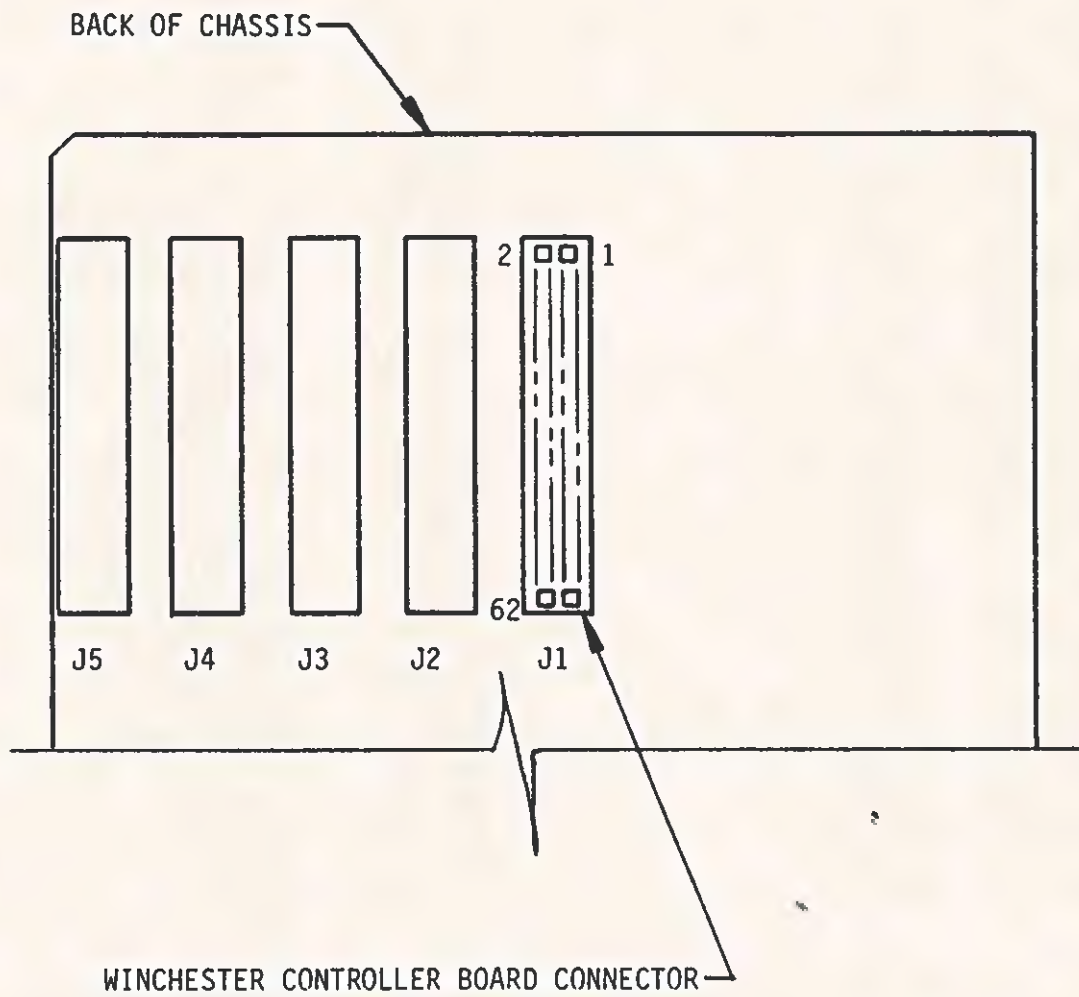 BACK OF CHASSIS
2 1
62
J5 J4 J3 J2 J1
WINCHESTER CONTROLLER BOARD CONNECTOR